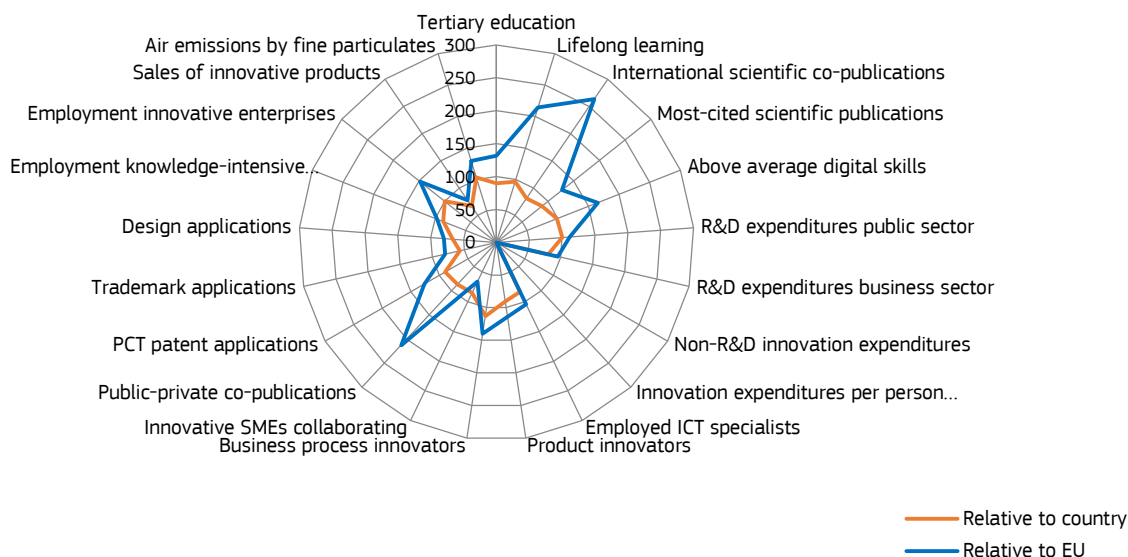 Tertiary education
Lifelong learning
International scientific co-publications
Most-cited scientific publications
Above average digital skills
R&D expenditures public sector
R&D expenditures business sector
Non-R&D innovation expenditures
Innovation expenditures per person...
Employed ICT specialists
Product innovators
Business process innovators
Innovative SMEs collaborating
Public-private co-publications
PCT patent applications
Trademark applications
Design applications
Employment knowledge-intensive...
Employment innovative enterprises
Sales of innovative products
Air emissions by fine particulates
300
250
200
150
100
50
0
Relative to country
Relative to EU